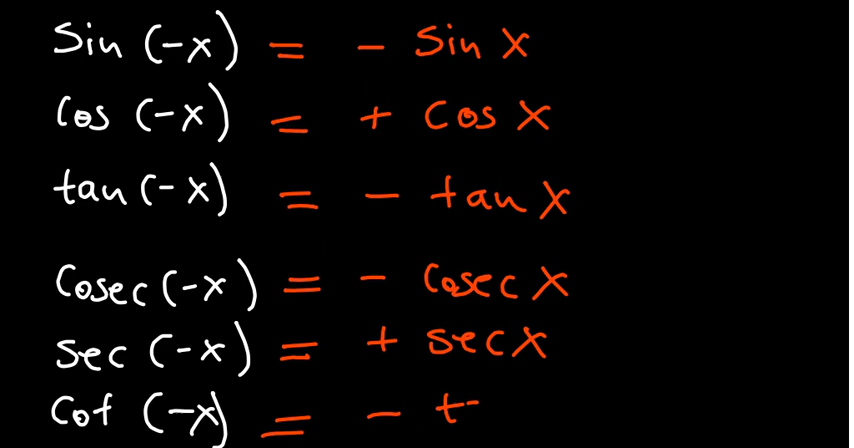 Sin (-x) = - Sin x
Cos (-x) = + Cos x
tan (-x) = - tan x
Cosec (-x) = - Cosec x
sec (-x) = + sec x
Cot (-x) = - t